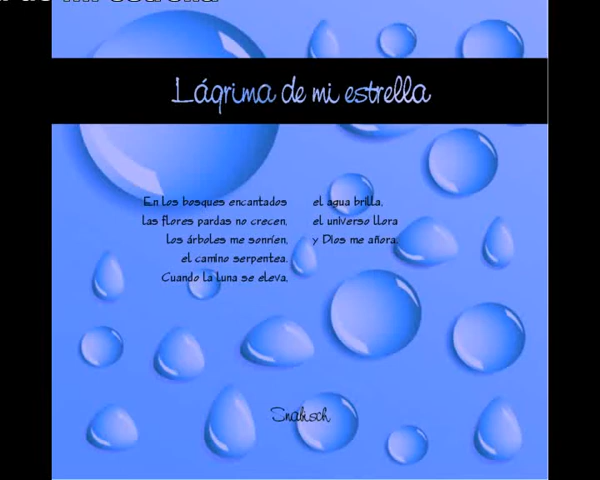 Lágrima de mi estrella
En los bosques encantados
las flores pardas no crecen,
los árboles me sonríen,
el camino serpentea.
Cuando la luna se eleva,
el agua brilla,
el universo llora
y Dios me añora.